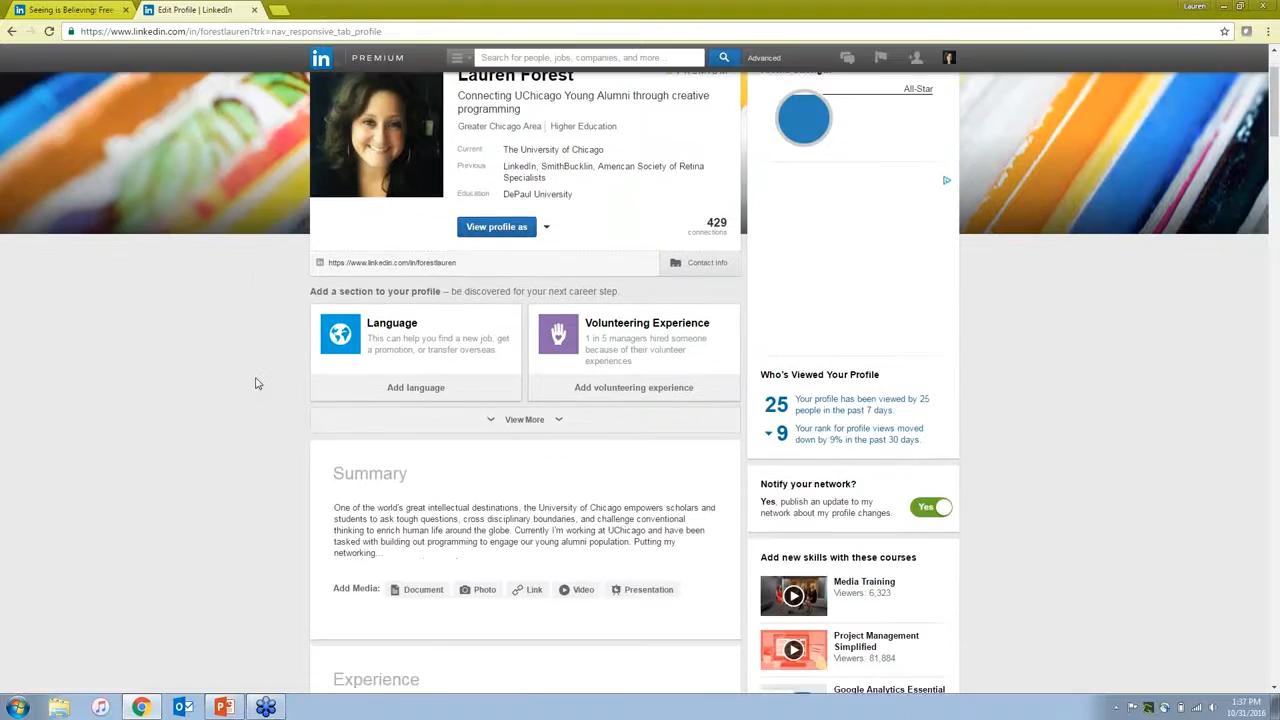 Seeing is Believing: Free
Edit Profile | LinkedIn
Lauren
https://www.linkedin.com/in/forestlauren?trk=nav_responsive_tab_profile
in
PREMIUM
Search for people, jobs, companies, and more...
Advanced
Lauren Forest
PREMIUM
Connecting UChicago Young Alumni through creative
programming
Greater Chicago Area
Higher Education
Current
The University of Chicago
Previous
LinkedIn, SmithBucklin, American Society of Retina
Specialists
Education
DePaul University
View profile as
429
connections
https://www.linkedin.com/in/forestlauren
Contact Info
All-Star
Add a section to your profile – be discovered for your next career step.
Language
This can help you find a new job, get
a promotion, or transfer overseas
Add language
Volunteering Experience
1 in 5 managers hired someone
because of their volunteer
experiences
Add volunteering experience
View More
Summary
One of the world's great intellectual destinations, the University of Chicago empowers scholars and
students to ask tough questions, cross disciplinary boundaries, and challenge conventional
thinking to enrich human life around the globe. Currently I'm working at UChicago and have been
tasked with building out programming to engage our young alumni population. Putting my
networking...
Add Media:
Document
Photo
Link
Video
Presentation
Experience
Who's Viewed Your Profile
25
Your profile has been viewed by 25
people in the past 7 days.
9
Your rank for profile views moved
down by 9% in the past 30 days.
Notify your network?
Yes, publish an update to my
network about my profile changes.
Yes
Add new skills with these courses
Media Training
Viewers: 6,323
Project Management
Simplified
Viewers: 81,884
Google Analytics Essential
1:37 PM
10/31/2016